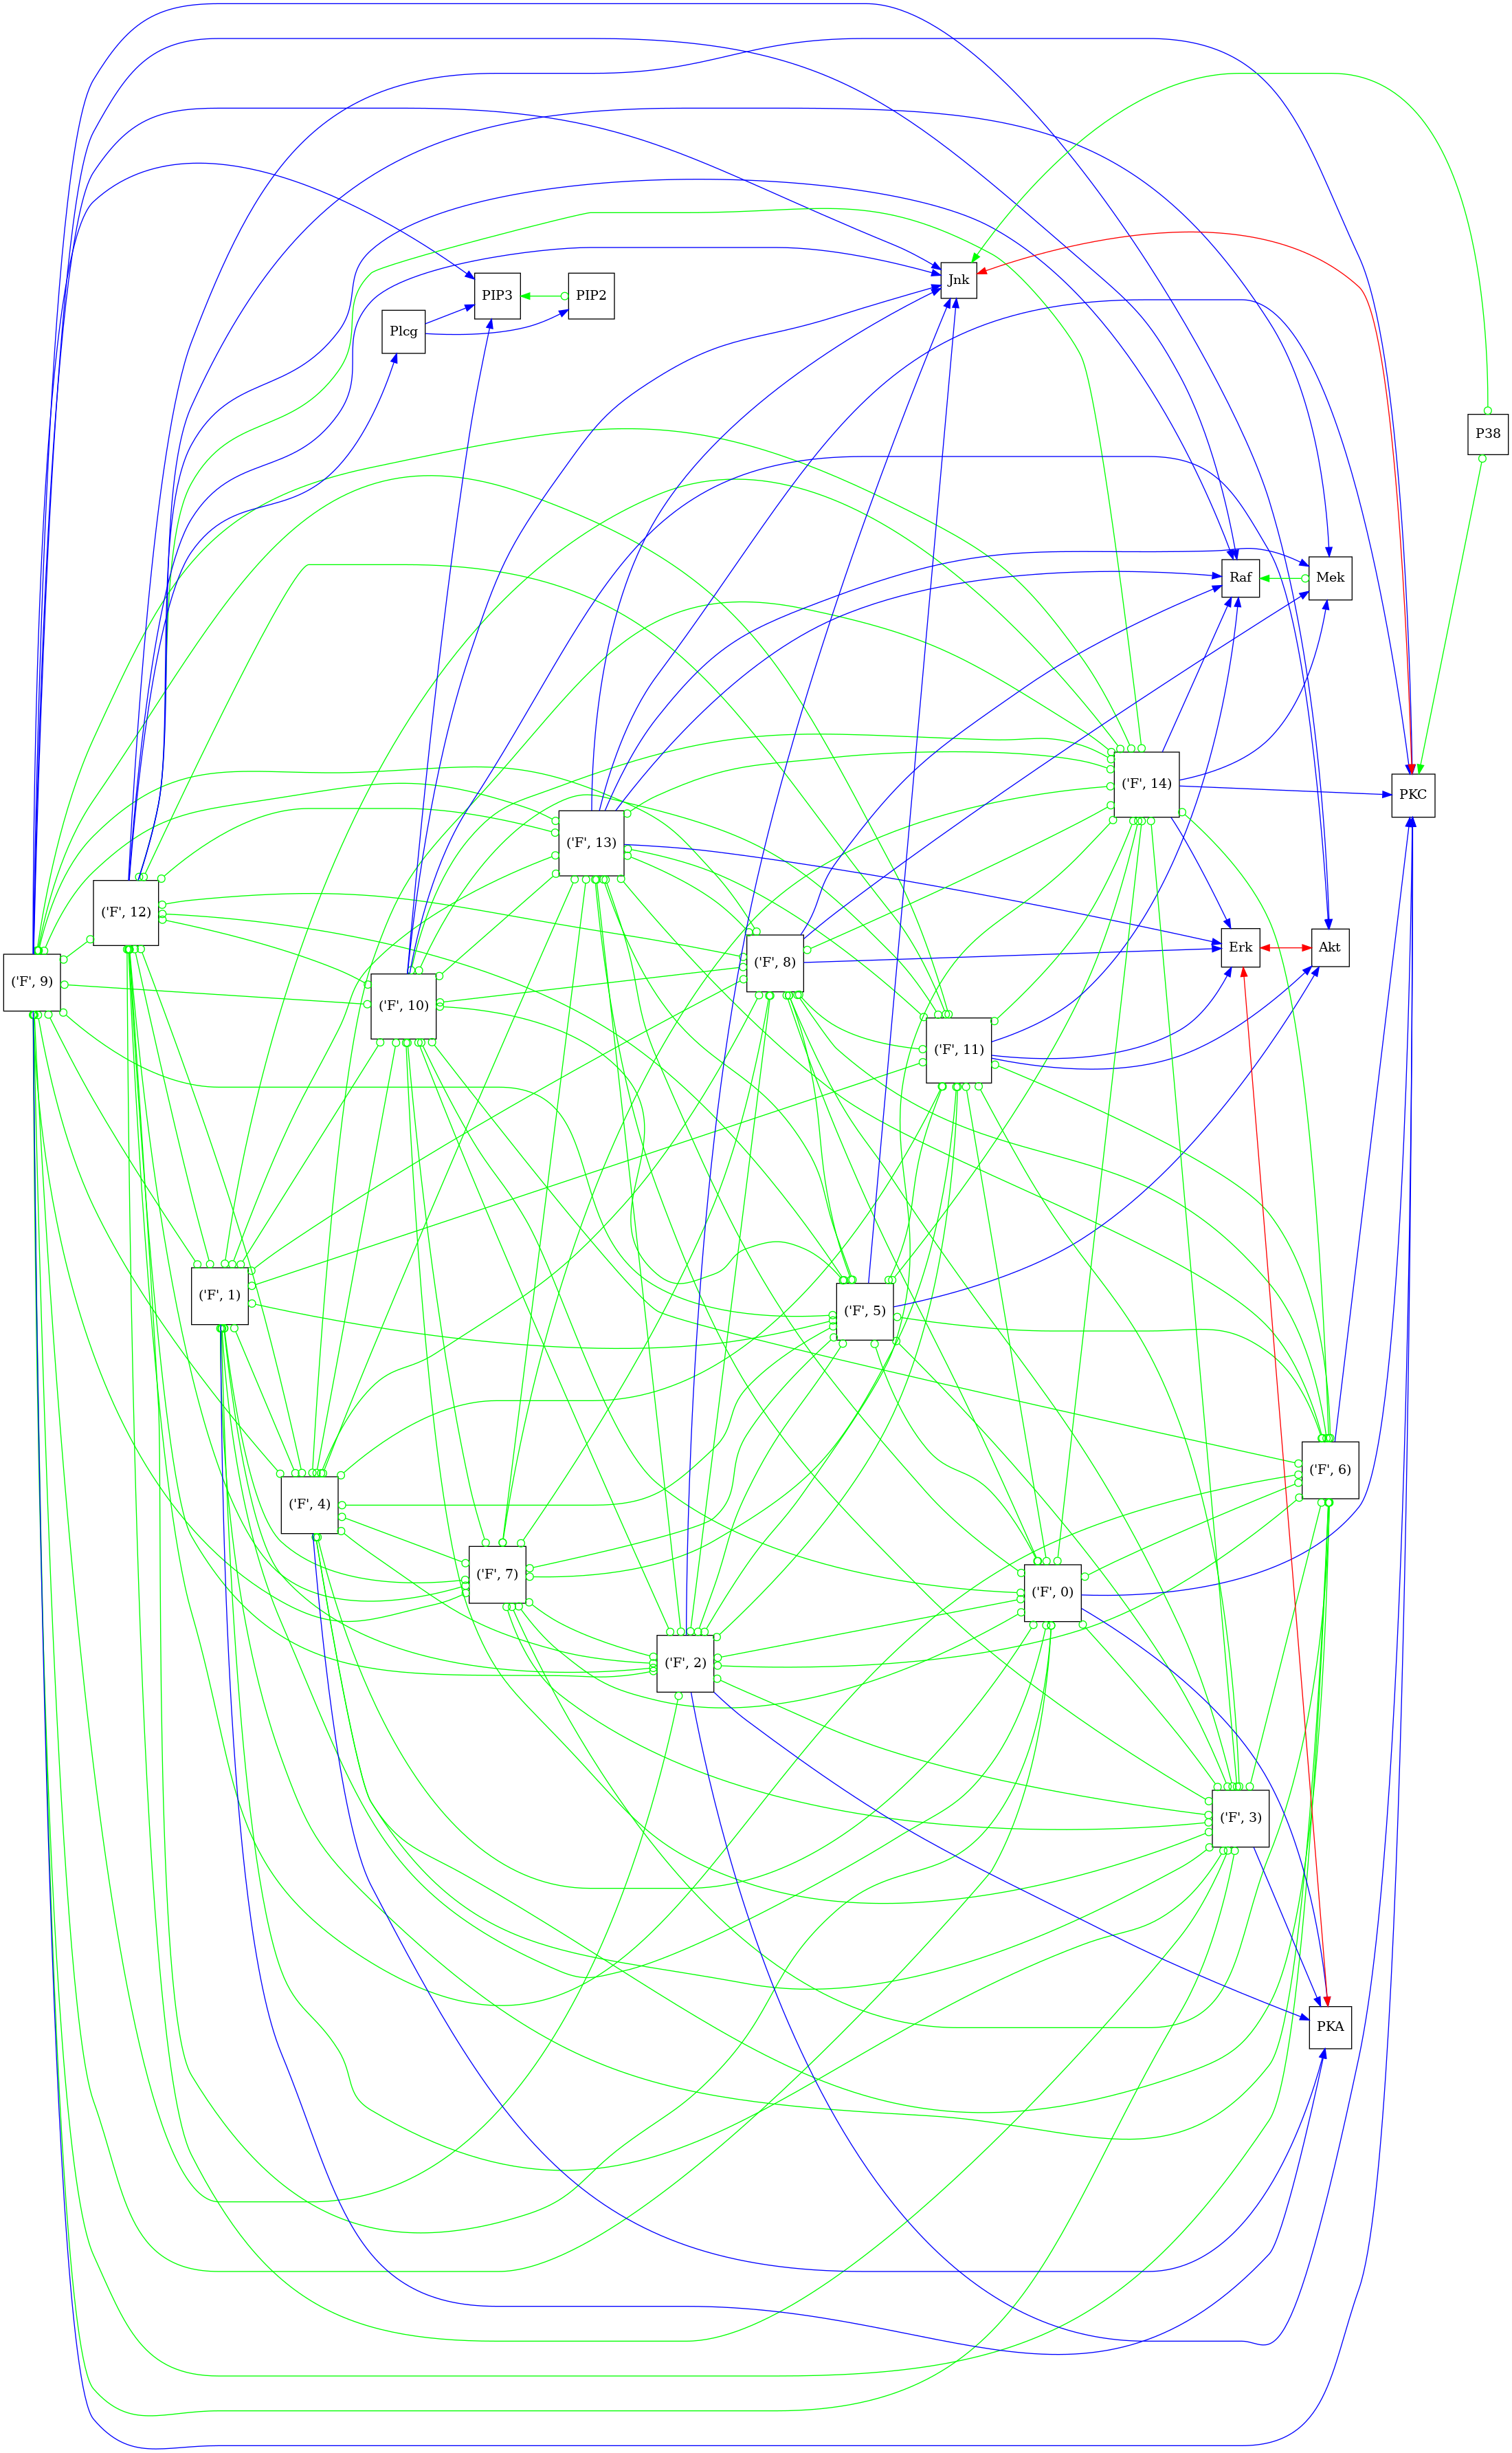 Jnk
PIP3
PIP2
Plcg
P38
Raf
Mek
('F', 14)
PKC
('F', 13)
('F', 12)
('F', 8)
Erk
Akt
('F', 9)
('F', 10)
('F', 11)
('F', 1)
('F', 5)
('F', 6)
('F', 4)
('F', 7)
('F', 0)
('F', 2)
('F', 3)
PKA